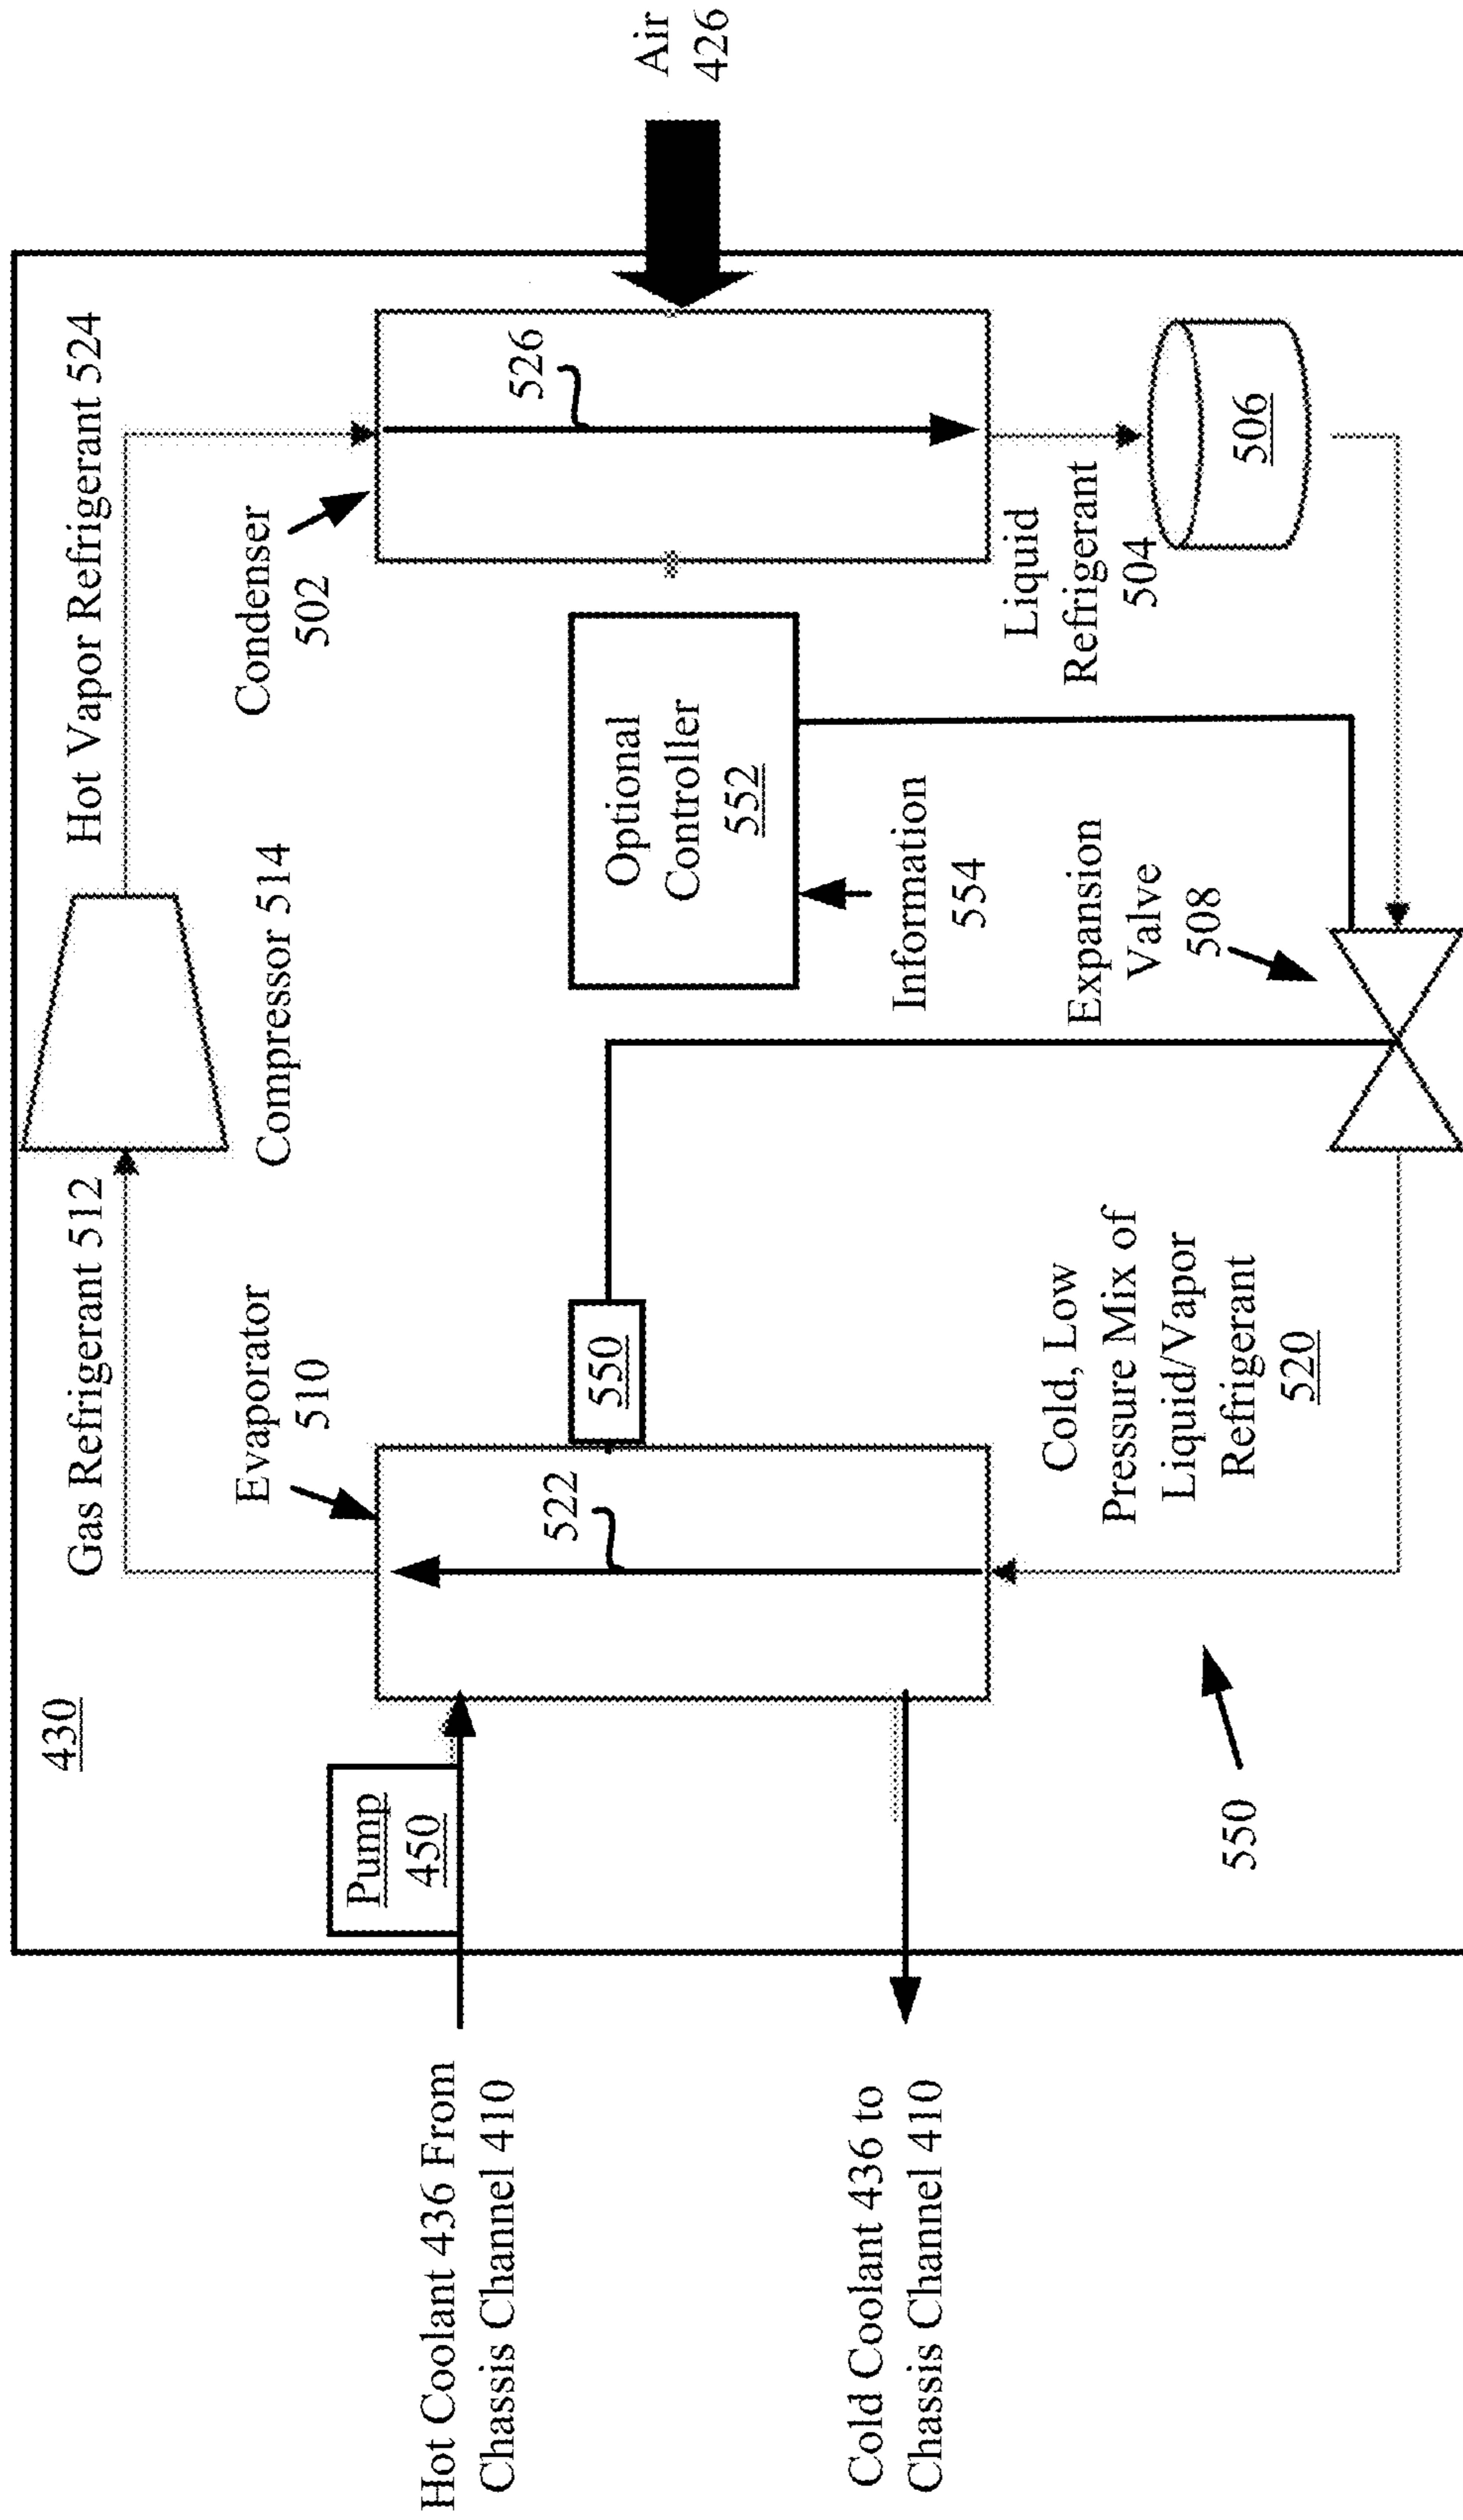 430
Gas Refrigerant 512
Hot Vapor Refrigerant 524
Compressor 514
Evaporator
510
Condenser
502
Pump
450
Hot Coolant 436 From
Chassis Channel 410
522
550
Optional
Controller
552
526
Air
426
Information
554
Cold Coolant 436 to
Chassis Channel 410
Cold, Low
Pressure Mix of
Liquid/Vapor
Refrigerant
520
Expansion
Valve
508
Liquid
Refrigerant
504
506
550